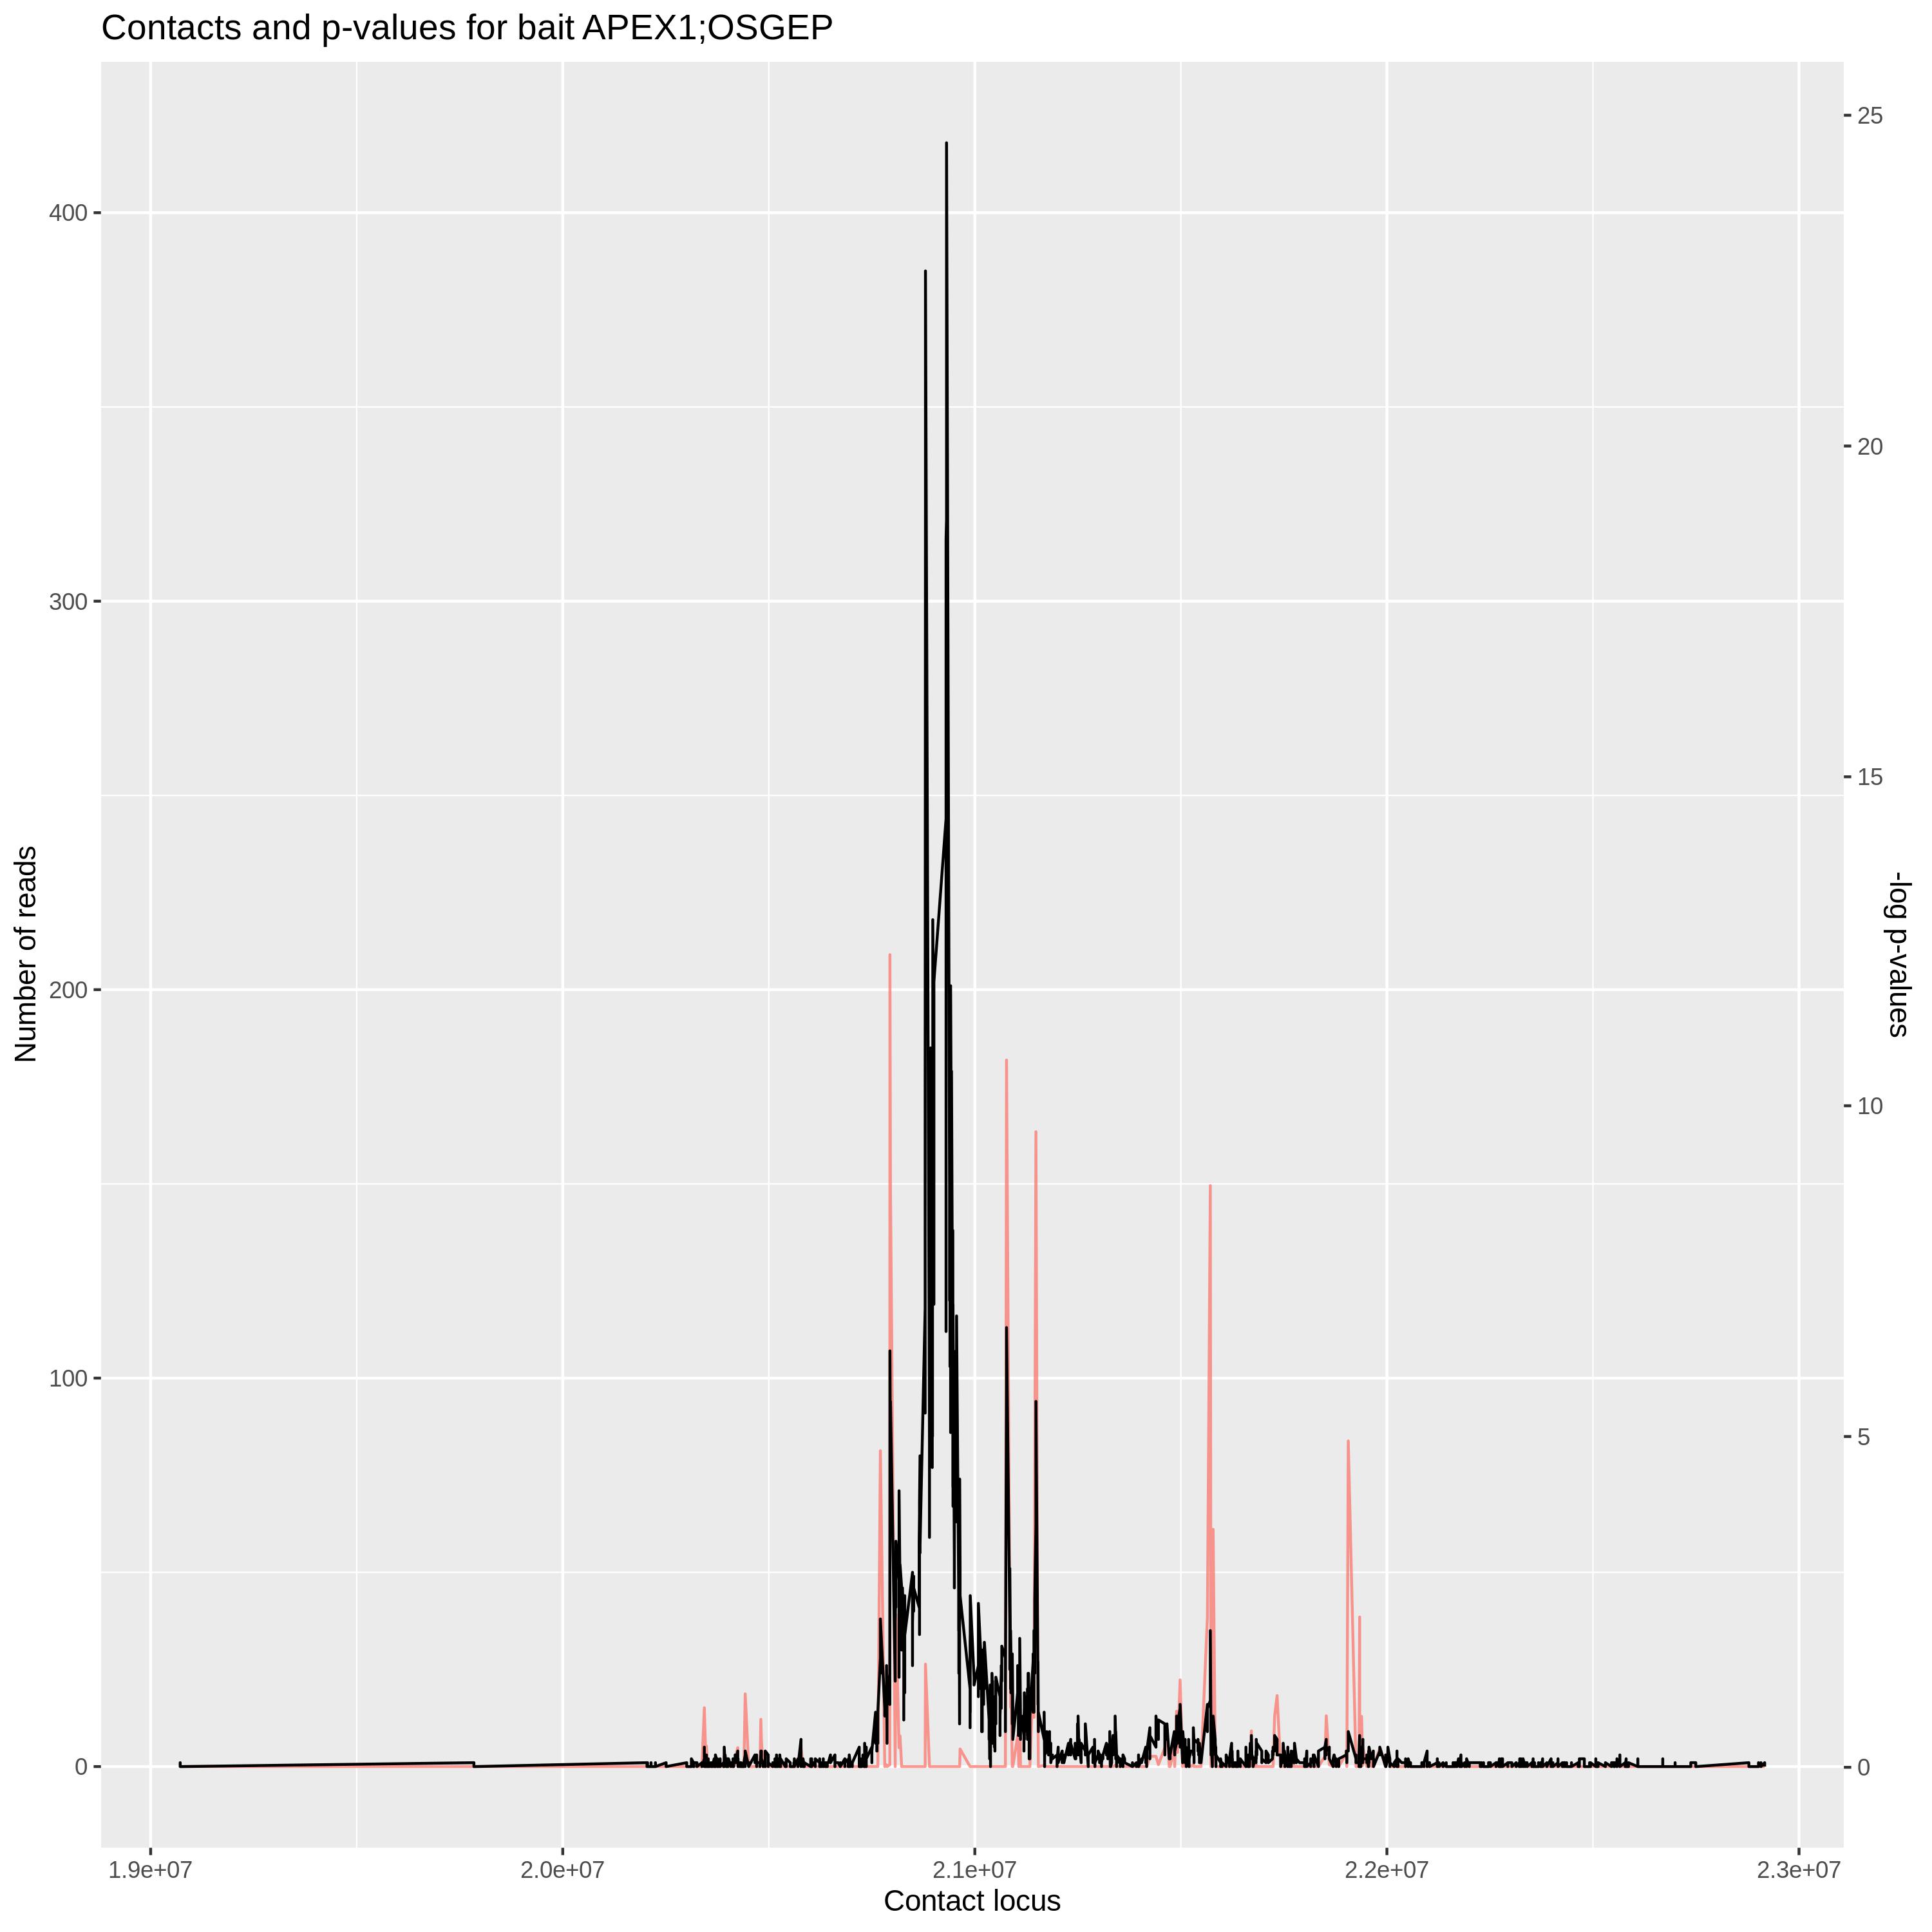 Contacts and p-values for bait APEX1;OSGEP
400
300
200
100
0
Number of reads
25
20
15
10
5
0
-log p-values
1.9e+07 2.0e+07 2.1e+07 2.2e+07 2.3e+07
Contact locus